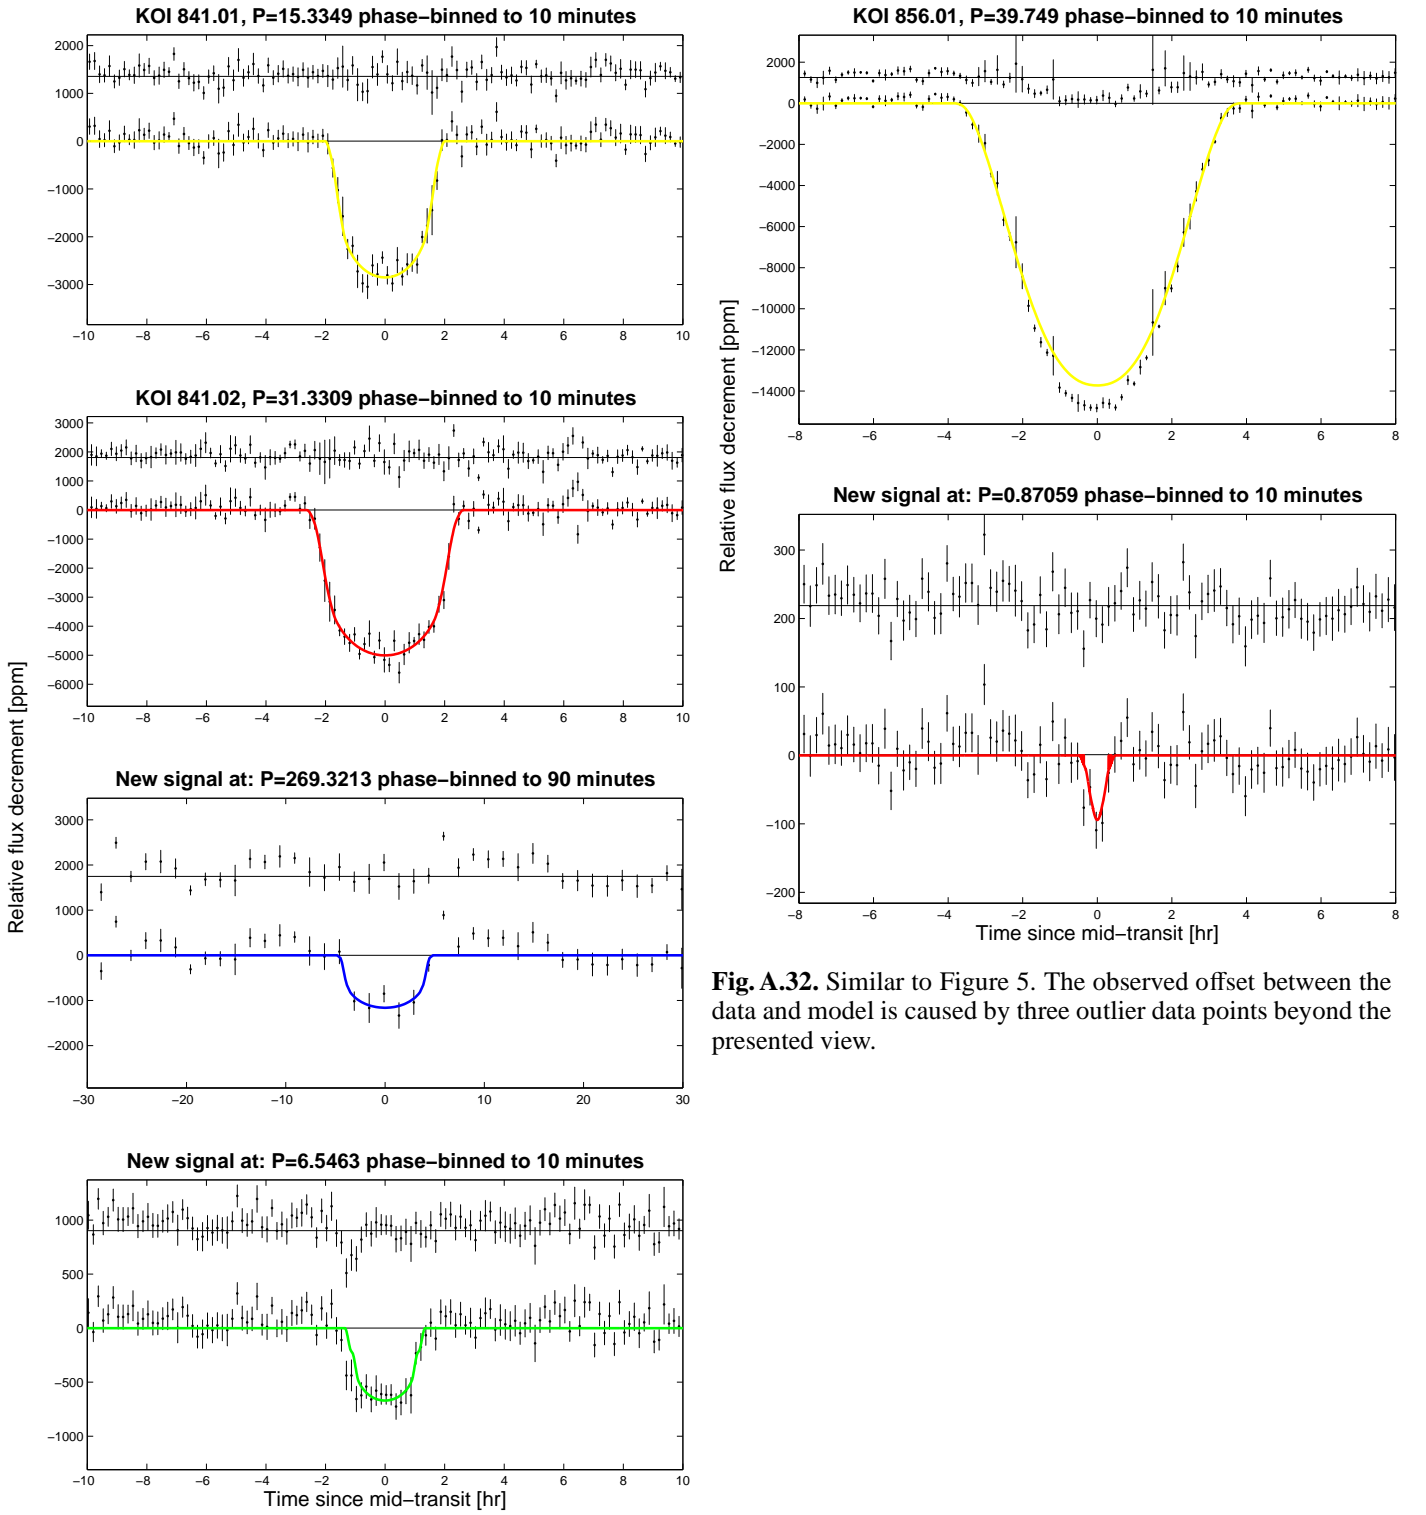 KOI 841.01, P=15.3349 phase−binned to 10 minutes
2000
1000
0
−1000
−2000
−3000
−10 −8 −6 −4 −2 0 2 4 6 8 10
KOI 841.02, P=31.3309 phase−binned to 10 minutes
3000
2000
1000
0
−1000
−2000
−3000
−4000
−5000
−6000
−10 −8 −6 −4 −2 0 2 4 6 8 10
Relative flux decrement [ppm]
New signal at: P=269.3213 phase−binned to 90 minutes
3000
2000
1000
0
−1000
−2000
−30 −20 −10 0 10 20 30
New signal at: P=6.5463 phase−binned to 10 minutes
1000
500
0
−500
−1000
−10 −8 −6 −4 −2 0 2 4 6 8 10
Time since mid−transit [hr]
KOI 856.01, P=39.749 phase−binned to 10 minutes
2000
0
−2000
−4000
−6000
−8000
−10000
−12000
−14000
−8 −6 −4 −2 0 2 4 6 8
Relative flux decrement [ppm]
New signal at: P=0.87059 phase−binned to 10 minutes
300
200
100
0
−100
−200
−8 −6 −4 −2 0 2 4 6 8
Time since mid−transit [hr]
Fig. A.32. Similar to Figure 5. The observed offset between the
data and model is caused by three outlier data points beyond the
presented view.